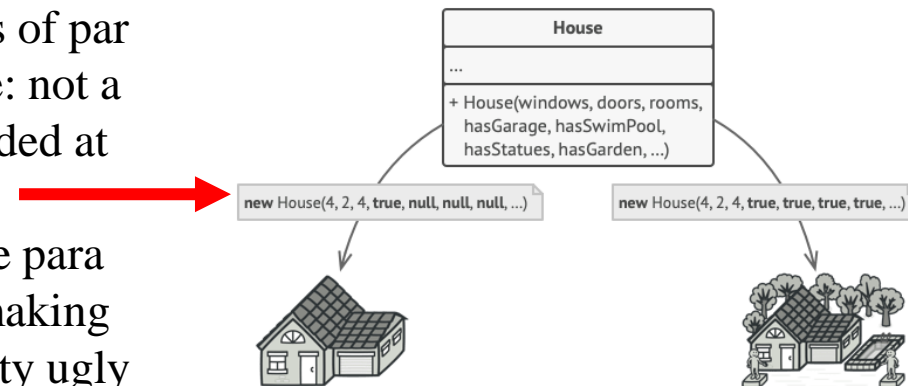 s of par
e: not a
ded at
e para
naking
ty ugly
House
...
+ House(windows, doors, rooms,
hasGarage, hasSwimPool,
hasStatues, hasGarden, ...)
new House(4, 2, 4, true, null, null, null, ...)
new House(4, 2, 4, true, true, true, true, ...)